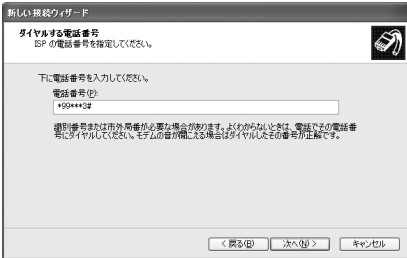 新しい接続ウィザード
ダイヤルする電話番号
ISP の電話番号を指定してください。
下に電話番号を入力してください。
電話番号(P):
*99***3#
識別番号または市外局番が必要な場合があります。よくわからないときは、電話でその電話番
号にダイヤルしてください。モデムの音が聞こえる場合はダイヤルしたその番号が正解です。
< 戻る(B) 次へ(N) > キャンセル